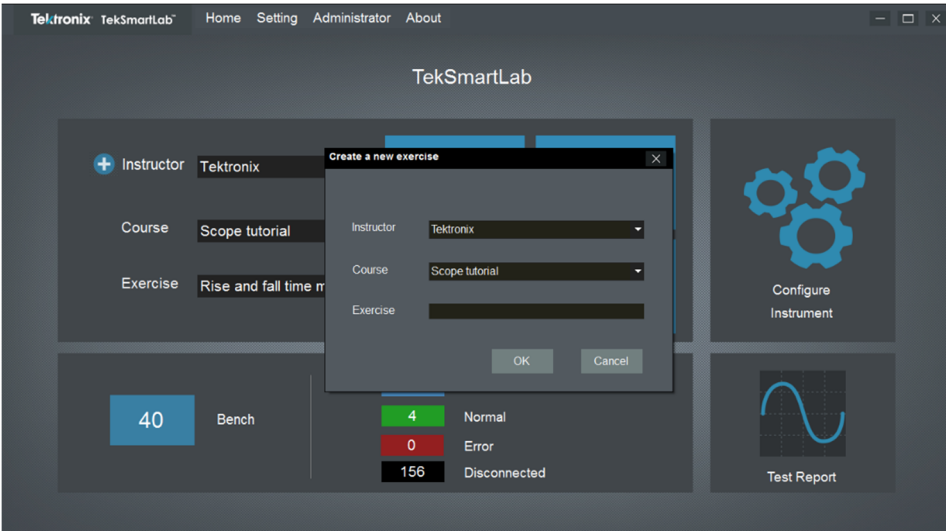 Tektronix TekSmartLab™ Home Setting Administrator About
TekSmartLab
Instructor Tektronix
Course Scope tutorial
Exercise Rise and fall time m
Create a new exercise
Instructor Tektronix
Course Scope tutorial
Exercise
OK Cancel
Configure
Instrument
40 Bench
4 Normal
0 Error
156 Disconnected
Test Report